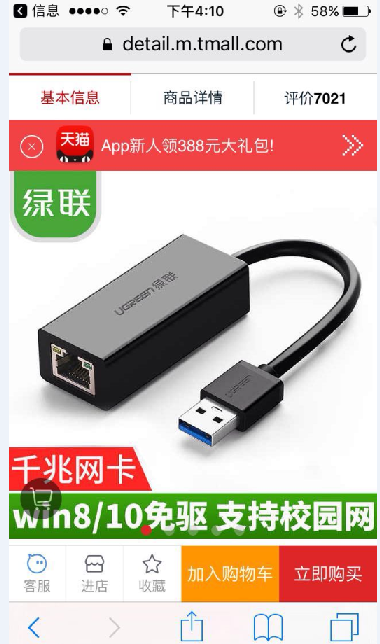 信息 下午4:10 58%
detail.m.tmall.com
基本信息 商品详情 评价7021
天猫 App新人领388元大礼包!
绿联
UGREEN 绿联
UGREEN
千兆网卡
win8/10免驱 支持校园网
客服 进店 收藏 加入购物车 立即购买